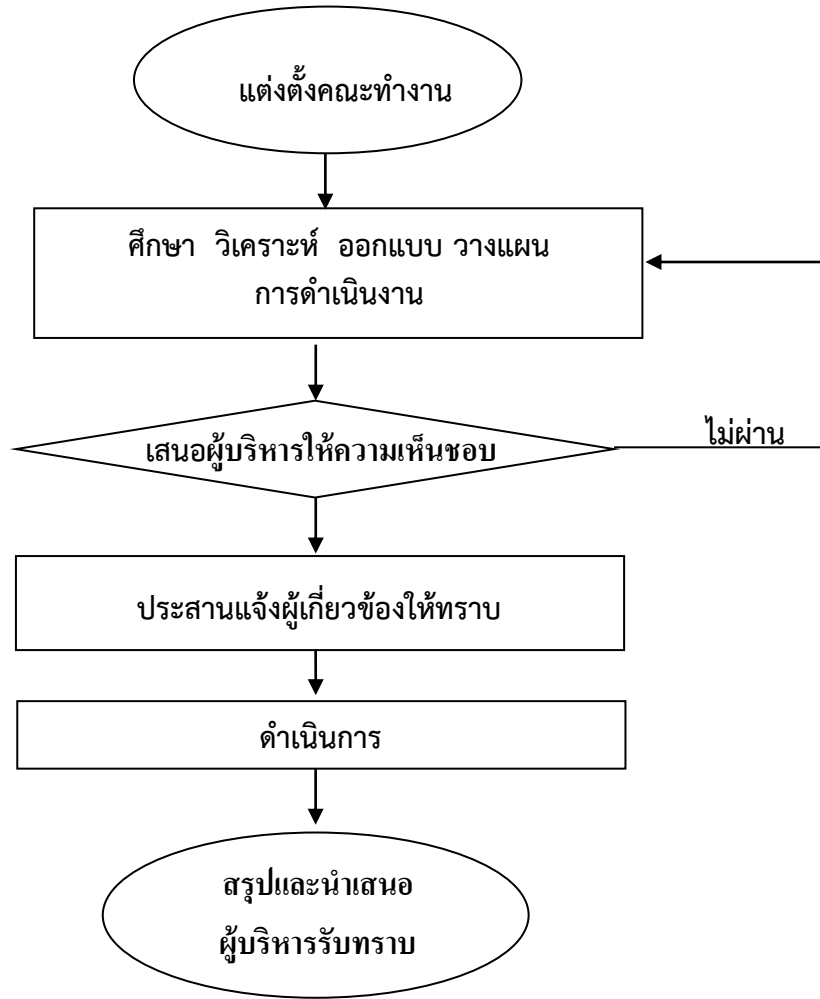 แต่งตั้งคณะทำงาน
ศึกษา วิเคราะห์ ออกแบบ วางแผน
การดำเนินงาน
เสนอผู้บริหารให้ความเห็นชอบ
ไม่ผ่าน
ประสานแจ้งผู้เกี่ยวข้องให้ทราบ
ดำเนินการ
สรุปและนำเสนอ
ผู้บริหารรับทราบ